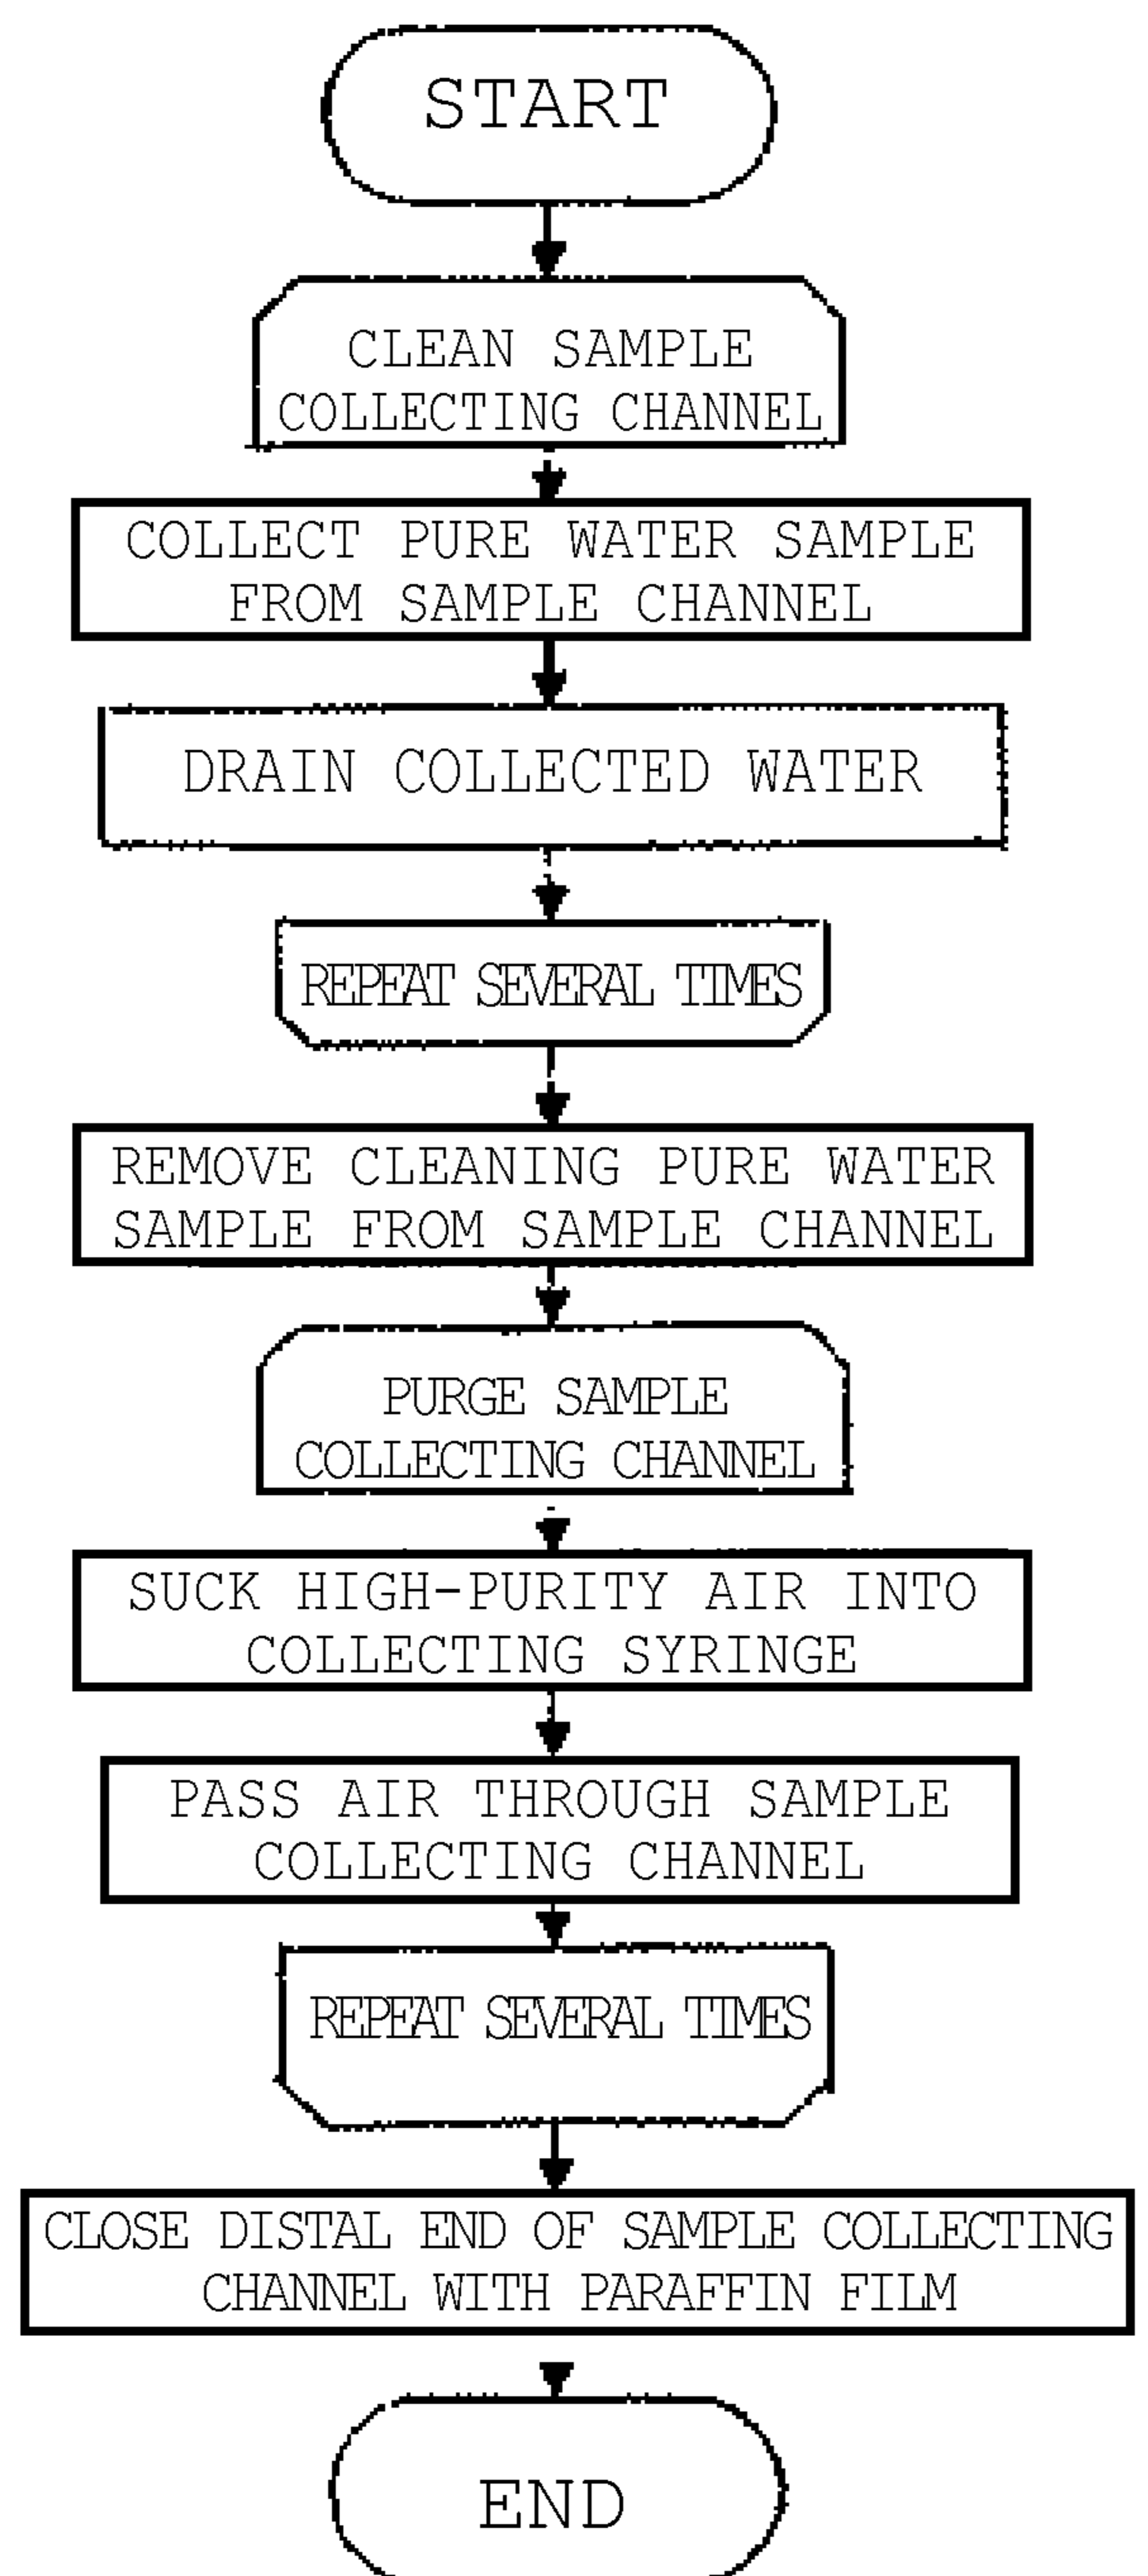 START
CLEAN SAMPLE
COLLECTING CHANNEL
COLLECT PURE WATER SAMPLE
FROM SAMPLE CHANNEL
DRAIN COLLECTED WATER
REPEAT SEVERAL TIMES
REMOVE CLEANING PURE WATER
SAMPLE FROM SAMPLE CHANNEL
PURGE SAMPLE
COLLECTING CHANNEL
SUCK HIGH-PURITY AIR INTO
COLLECTING SYRINGE
PASS AIR THROUGH SAMPLE
COLLECTING CHANNEL
REPEAT SEVERAL TIMES
CLOSE DISTAL END OF SAMPLE COLLECTING
CHANNEL WITH PARAFFIN FILM
END